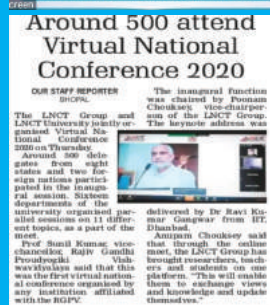 creen
Around 500 attend
Virtual National
Conference 2020
OUR STAFF REPORTER
BHOPAL
The LNCT Group and
LNCT University jointly or-
ganised Virtual Na-
tional Conference
2020 on Thursday.
Around 500 dele-
gates from eight
states and two for-
eign nations partici-
pated in the inaugu-
ral session. Sixteen
departments of the
university organised par-
allel sessions on 11 differ-
ent topics, as a part of the
meet.
Prof Sunil Kumar, vice-
chancellor, Rajiv Gandhi
Proudyogiki Vish-
wavidyalaya said that this
was the first virtual nation-
al conference organised by
any institution affiliated
with the RGPV.
The inaugural function
was chaired by Poonam
Chouksey, vice-chairper-
son of the LNCT Group.
The keynote address was
delivered by Dr Ravi Ku-
mar Gangwar from IIT,
Dhanbad.
Anupam Chouksey said
that through the online
meet, the LNCT Group has
brought researchers, teach-
ers and students on one
platform. "This will enable
them to exchange views
and knowledge and update
themselves."